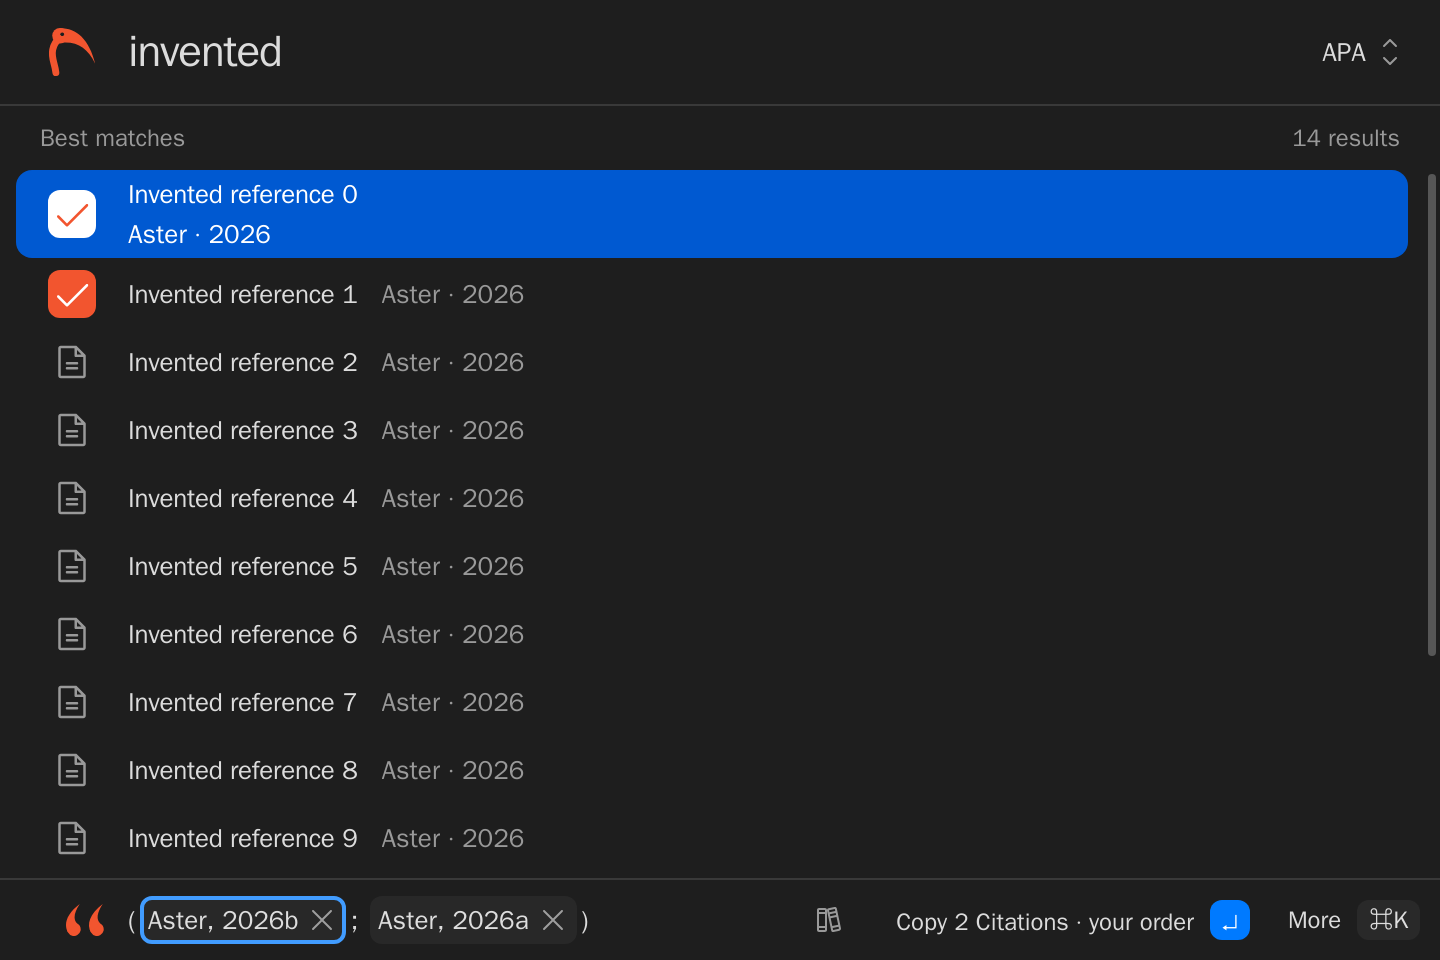 invented
APA
Best matches
14 results
Invented reference 0
Aster · 2026
Invented reference 1 Aster · 2026
Invented reference 2 Aster · 2026
Invented reference 3 Aster · 2026
Invented reference 4 Aster · 2026
Invented reference 5 Aster · 2026
Invented reference 6 Aster · 2026
Invented reference 7 Aster · 2026
Invented reference 8 Aster · 2026
Invented reference 9 Aster · 2026
(Aster, 2026b ; Aster, 2026a )
Copy 2 Citations · your order
More ⌘K